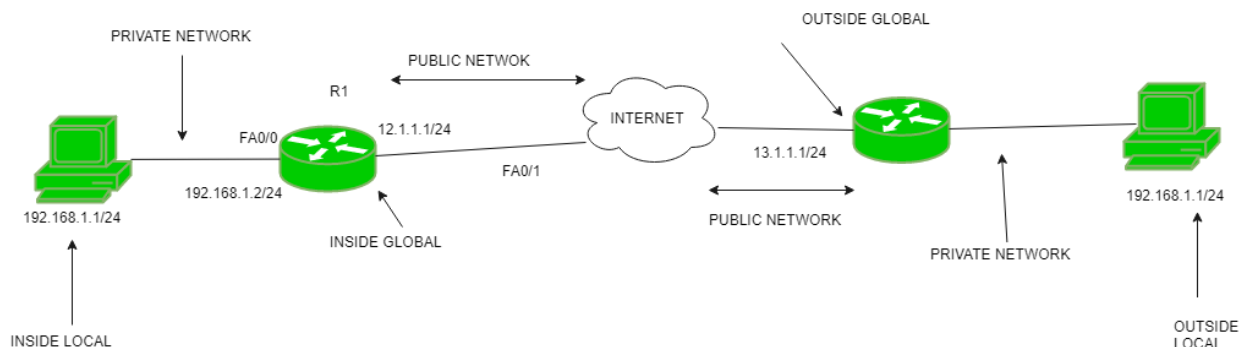 OUTSIDE GLOBAL
PRIVATE NETWORK
PUBLIC NETWOK
R1
INTERNET
12.1.1.1/24
FA0/0
13.1.1.1/24
FA0/1
192.168.1.2/24
192.168.1.1/24
192.168.1.1/24
PUBLIC NETWORK
INSIDE GLOBAL
PRIVATE NETWORK
INSIDE LOCAL
OUTSIDE
LOCAL